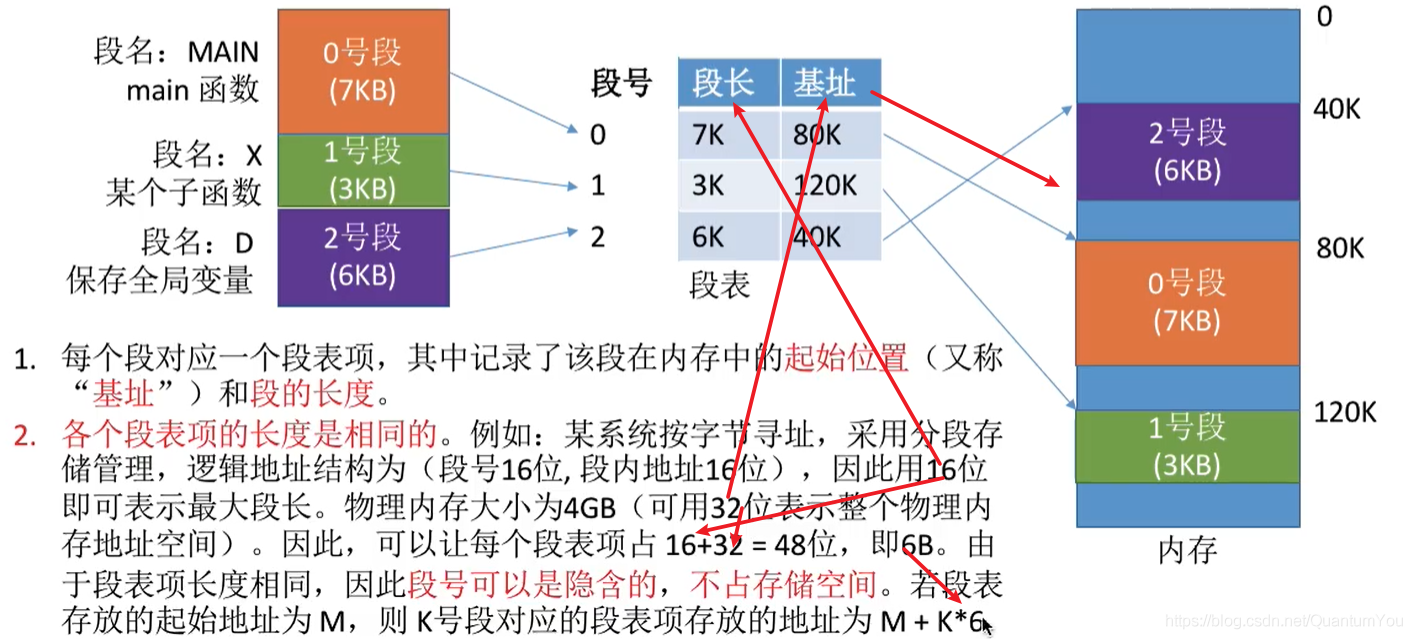 段名：MAIN
main 函数
段名：X
某个子函数
段名：D
保存全局变量
0号段
(7KB)
1号段
(3KB)
2号段
(6KB)
段号
0
1
2
段长 基址
7K 80K
3K 120K
6K 40K
段表
0
40K
80K
120K
2号段
(6KB)
0号段
(7KB)
1号段
(3KB)
内存
1. 每个段对应一个段表项，其中记录了该段在内存中的起始位置（又称
“基址”）和段的长度。
2. 各个段表项的长度是相同的。例如：某系统按字节寻址，采用分段存
储管理，逻辑地址结构为（段号16位, 段内地址16位），因此用16位
即可表示最大段长。物理内存大小为4GB（可用32位表示整个物理内
存地址空间）。因此，可以让每个段表项占 16+32 = 48位，即6B。由
于段表项长度相同，因此段号可以是隐含的，不占存储空间。若段表
存放的起始地址为 M，则 K号段对应的段表项存放的地址为 M + K*6
https://blog.csdn.net/QuantumYou